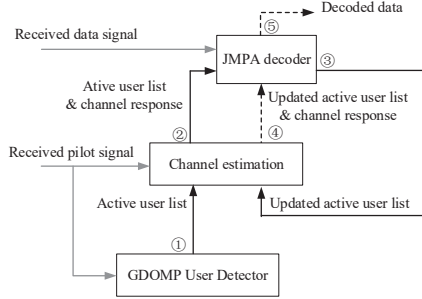 Decoded data
⑤
Received data signal
JMPA decoder
③
Ative user list
& channel response
Updated active user list
& channel response
②
④
Received pilot signal
Channel estimation
Active user list
Updated active user list
①
GDOMP User Detector